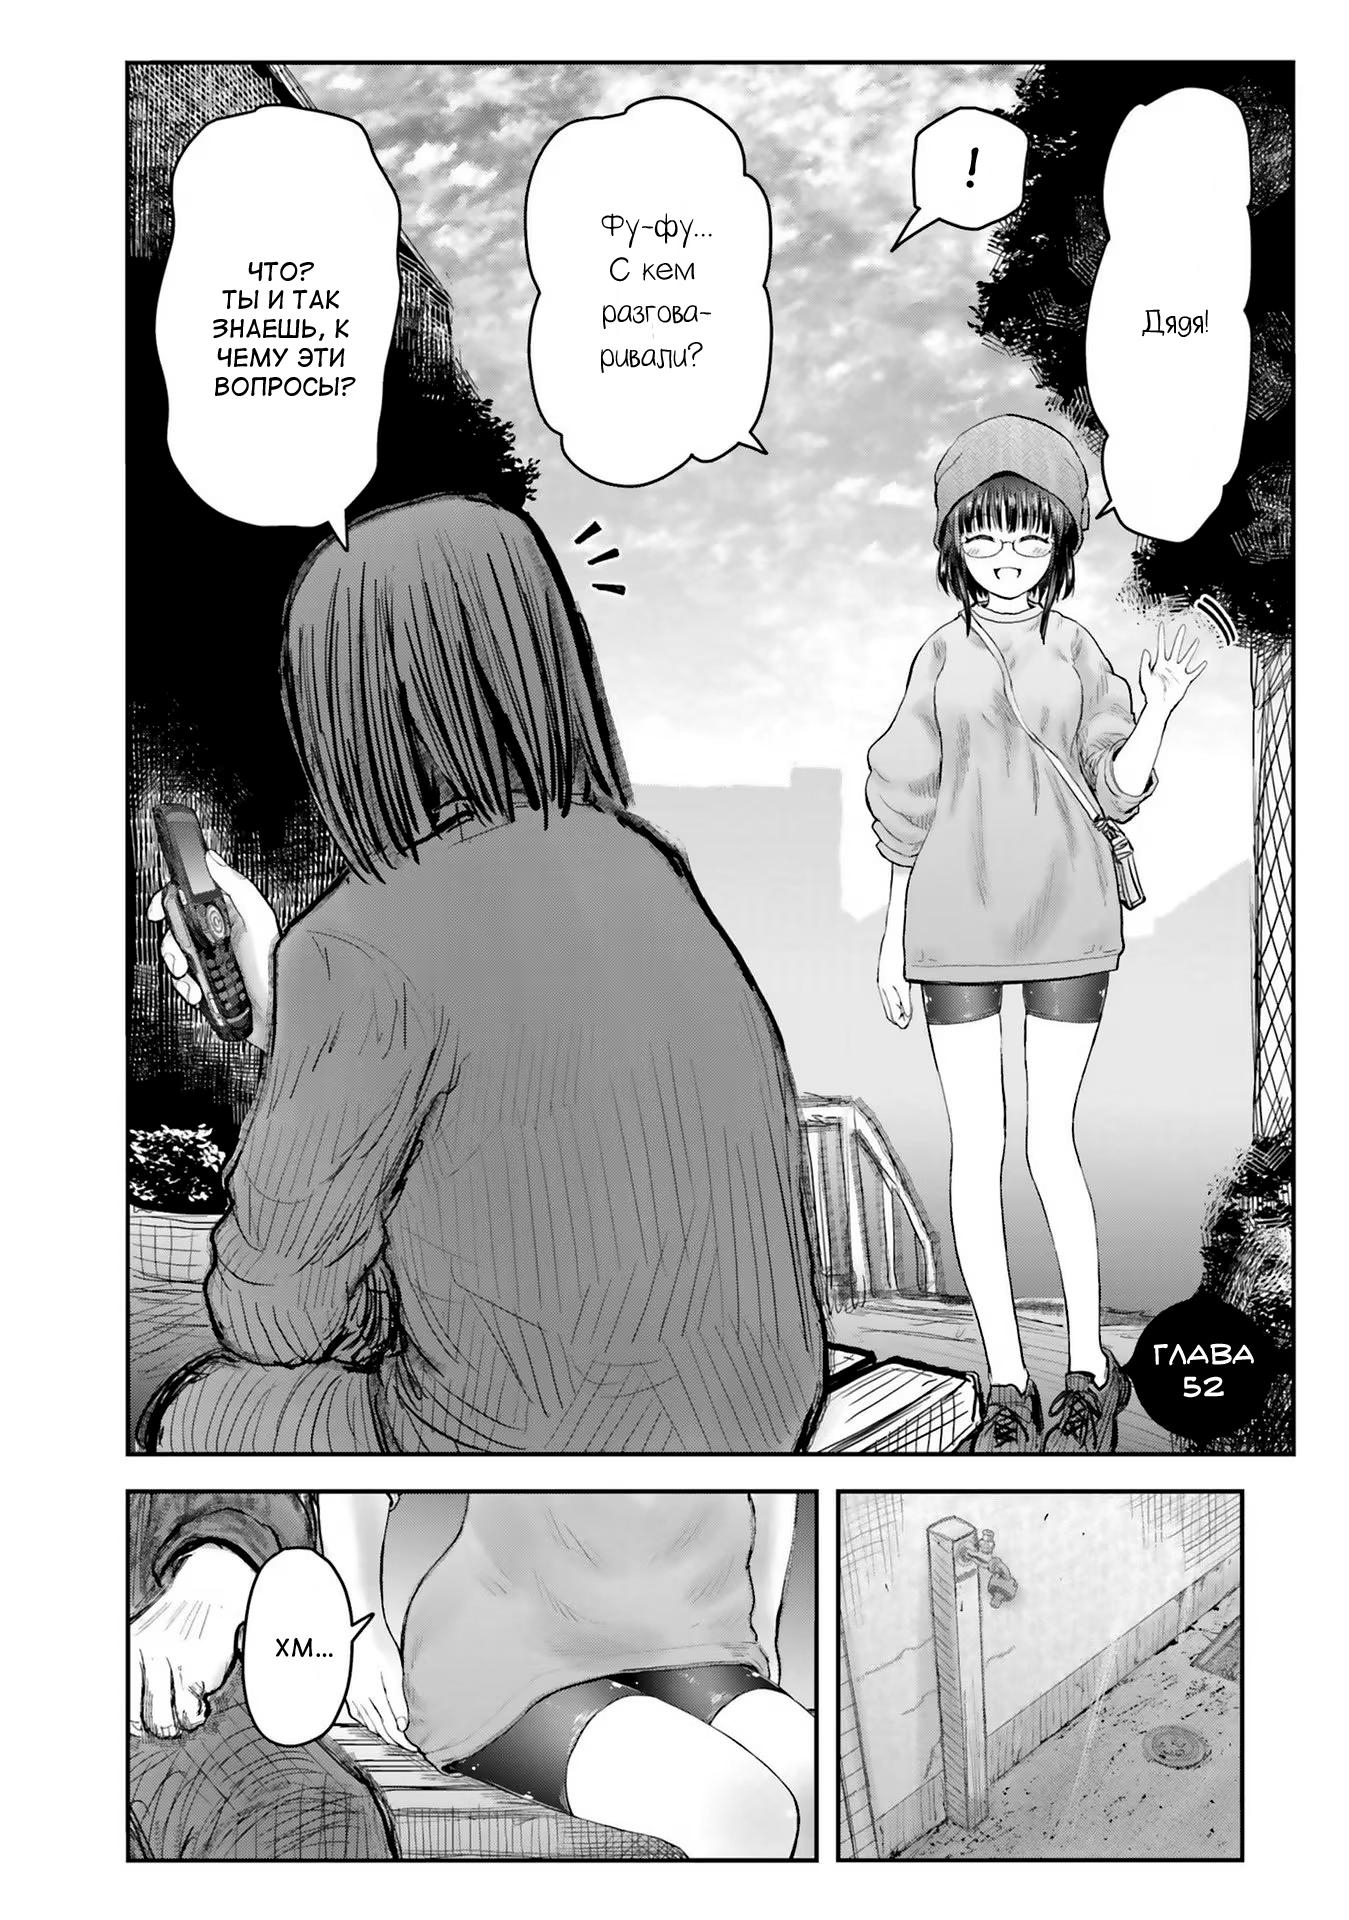 Дядя!
!
Фу-фу...
С кем
разгова-
ривали?
ЧТО?
ТЫ И ТАК
ЗНАЕШЬ, К
ЧЕМУ ЭТИ
ВОПРОСЫ?
ГЛАВА
52
ХМ...